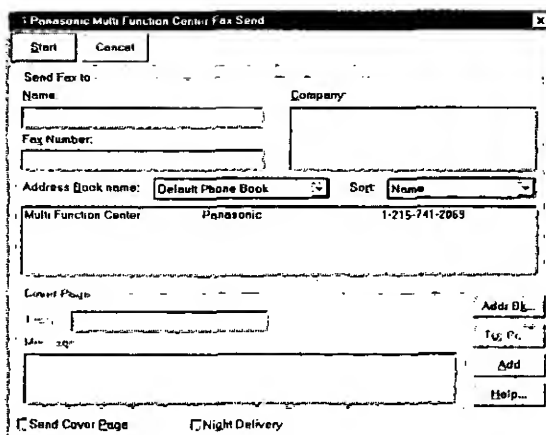 Panasonic Multi Function Center Fax Send
Start Cancel
Send Fax to
Name: Company:
Fax Number:
Address Book name: Default Phone Book Sort: Name
Multi Function Center Panasonic 1-215-741-2069
Cover Page
Addr Bk...
Add
Help...
Send Cover Page Night Delivery